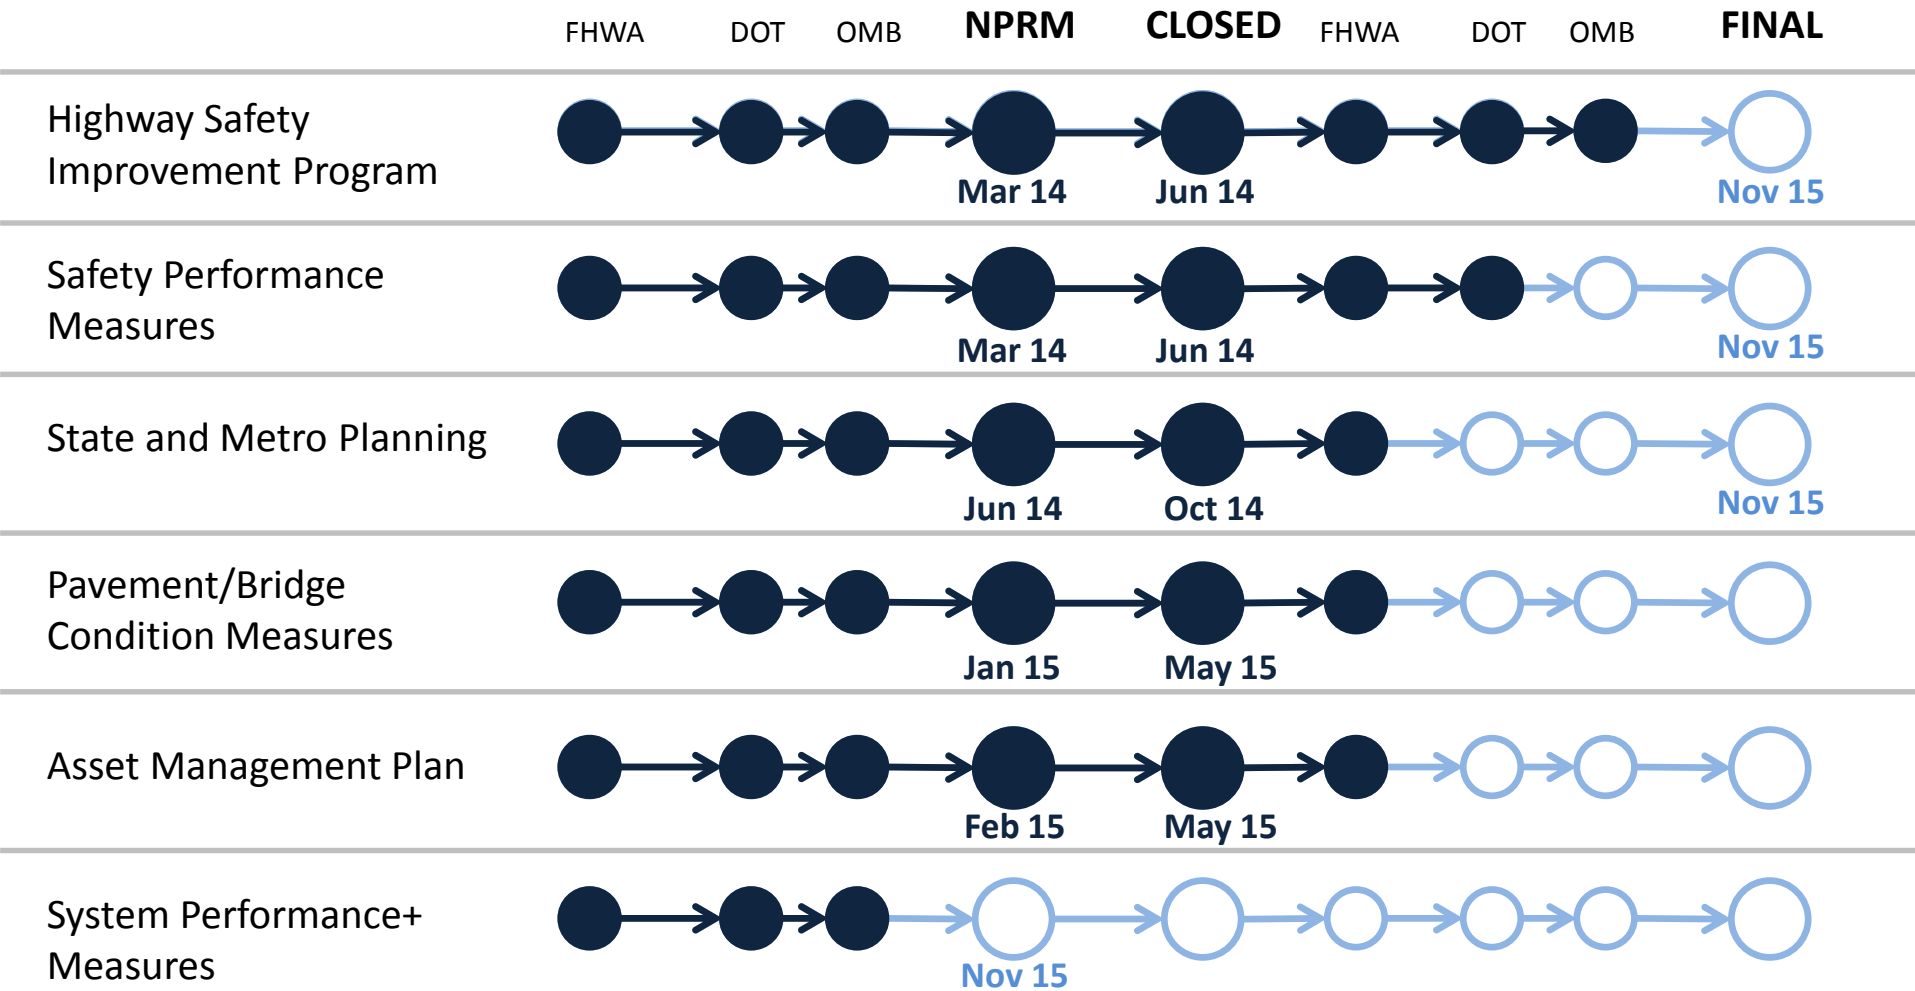 FHWA DOT OMB NPRM CLOSED FHWA DOT OMB FINAL
Highway Safety
Improvement Program
Mar 14 Jun 14 Nov 15
Safety Performance
Measures
Mar 14 Jun 14 Nov 15
State and Metro Planning
Jun 14 Oct 14 Nov 15
Pavement/Bridge
Condition Measures
Jan 15 May 15
Asset Management Plan
Feb 15 May 15
System Performance+
Measures
Nov 15